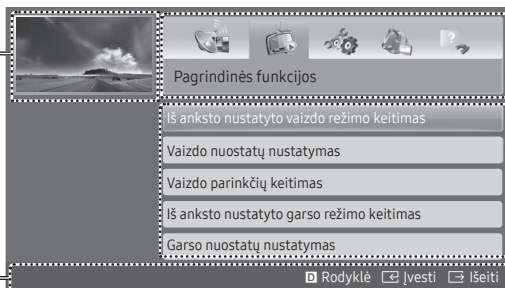 Pagrindinės funkcijos
Iš anksto nustatyto vaizdo režimo keitimas
Vaizdo nuostatų nustatymas
Vaizdo parinkčių keitimas
Iš anksto nustatyto garso režimo keitimas
Garso nuostatų nustatymas
D Rodyklė Įvesti Išeiti